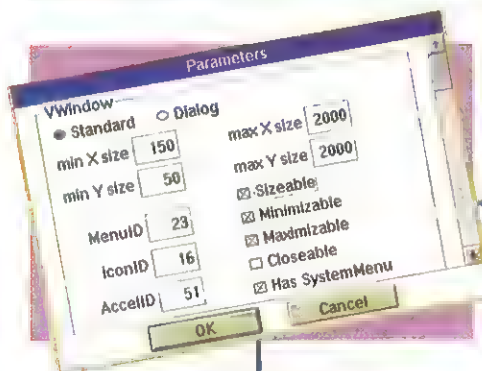 Parameters
VWindow
Standard Dialog
min X size 150 max X size 2000
min Y size 50 max Y size 2000
Sizeable
MenuID 23 Minimizable
IconID 16 Maximizable
Closeable
AccelID 51 Has SystemMenu
OK Cancel